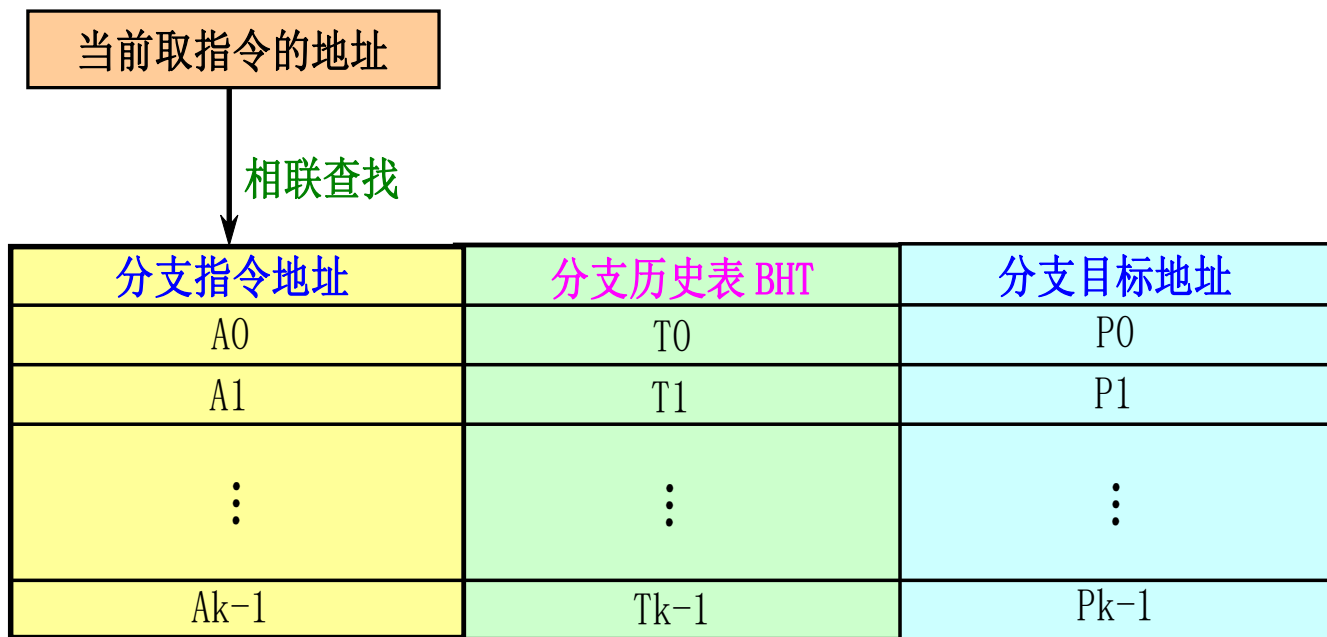 当前取指令的地址
相联查找
分支指令地址 分支历史表 BHT 分支目标地址
A0 T0 P0
A1 T1 P1
⋮ ⋮ ⋮
Ak-1 Tk-1 Pk-1